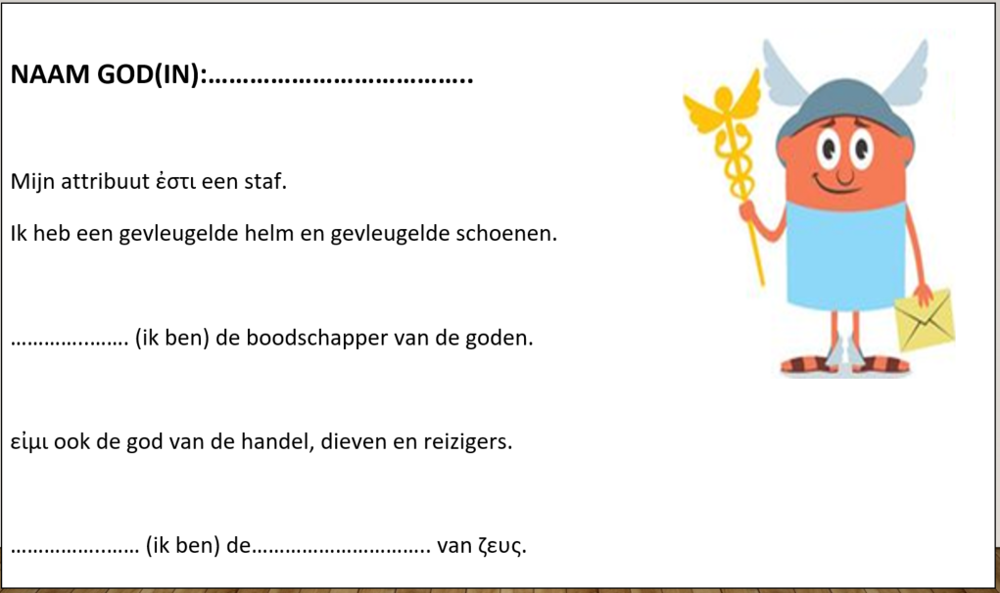 NAAM GOD(IN):………………………………..
Mijn attribuut ἐστι een staf.
Ik heb een gevleugelde helm en gevleugelde schoenen.
…………..……. (ik ben) de boodschapper van de goden.
εἰμι ook de god van de handel, dieven en reizigers.
……………..…… (ik ben) de………………………….. van ζευς.